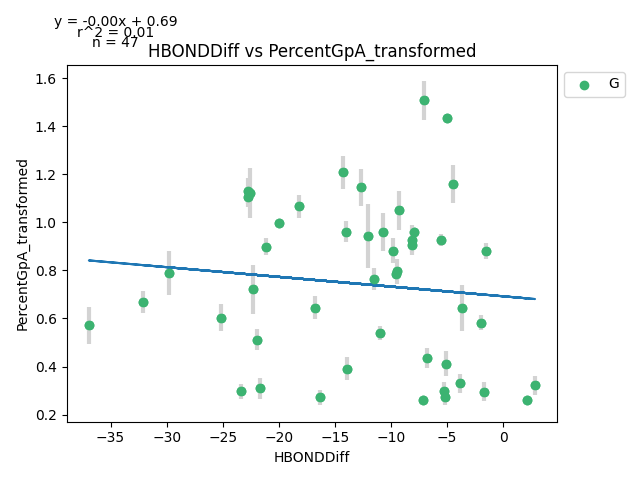 y = -0.00x + 0.69
r^2 = 0.01
n = 47
HBONDDiff vs PercentGpA_transformed
G
PercentGpA_transformed
1.6
1.4
1.2
1.0
0.8
0.6
0.4
0.2
−35 −30 −25 −20 −15 −10 −5 0
HBONDDiff